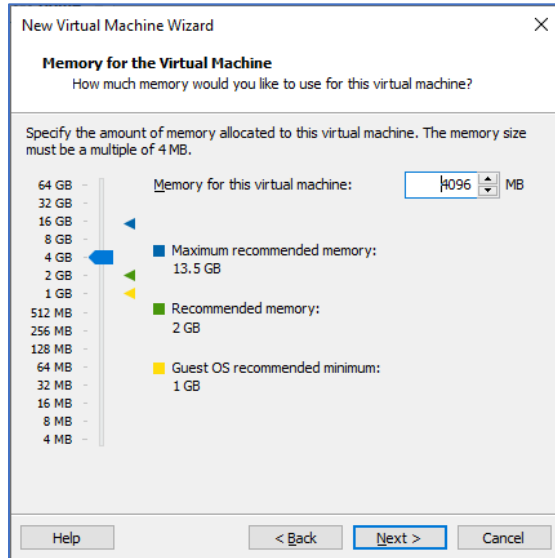 New Virtual Machine Wizard
Memory for the Virtual Machine
How much memory would you like to use for this virtual machine?
Specify the amount of memory allocated to this virtual machine. The memory size
must be a multiple of 4 MB.
64 GB
32 GB
16 GB
8 GB
4 GB
2 GB
1 GB
512 MB
256 MB
128 MB
64 MB
32 MB
16 MB
8 MB
4 MB
Memory for this virtual machine: 4096 MB
Maximum recommended memory:
13.5 GB
Recommended memory:
2 GB
Guest OS recommended minimum:
1 GB
Help < Back Next > Cancel